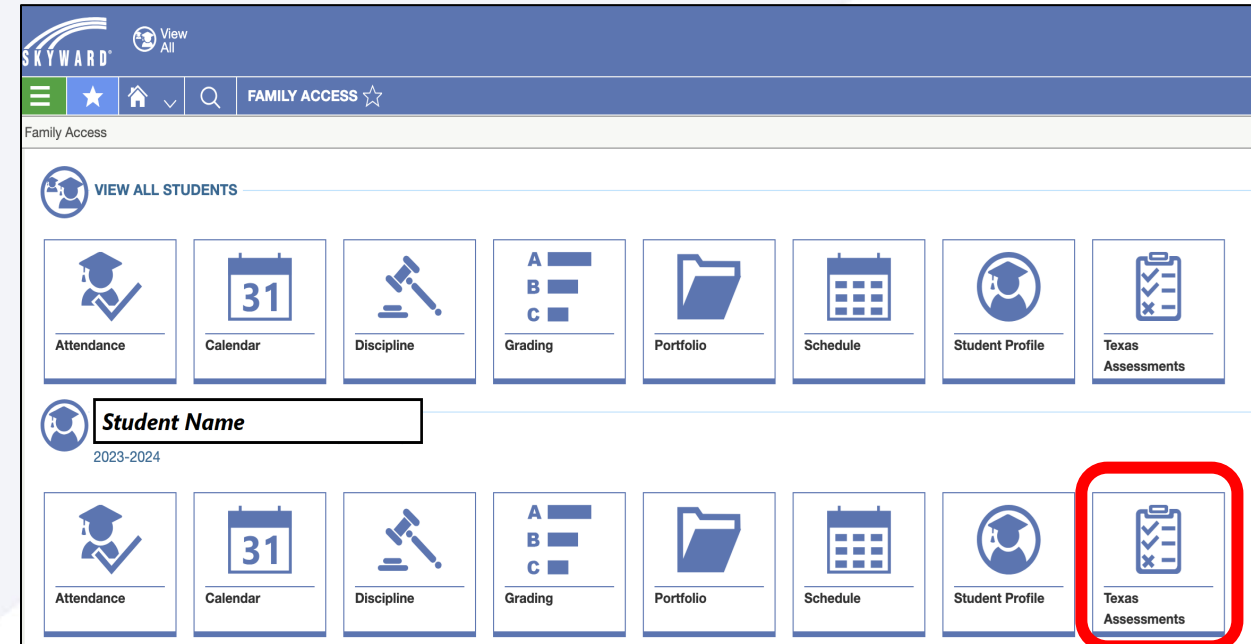 View
All
SKYWARD®
FAMILY ACCESS
Family Access
VIEW ALL STUDENTS
31
A
B
C
Attendance
Calendar
Discipline
Grading
Portfolio
Schedule
Student Profile
Texas
Assessments
Student Name
2023-2024
31
A
B
C
Attendance
Calendar
Discipline
Grading
Portfolio
Schedule
Student Profile
Texas
Assessments